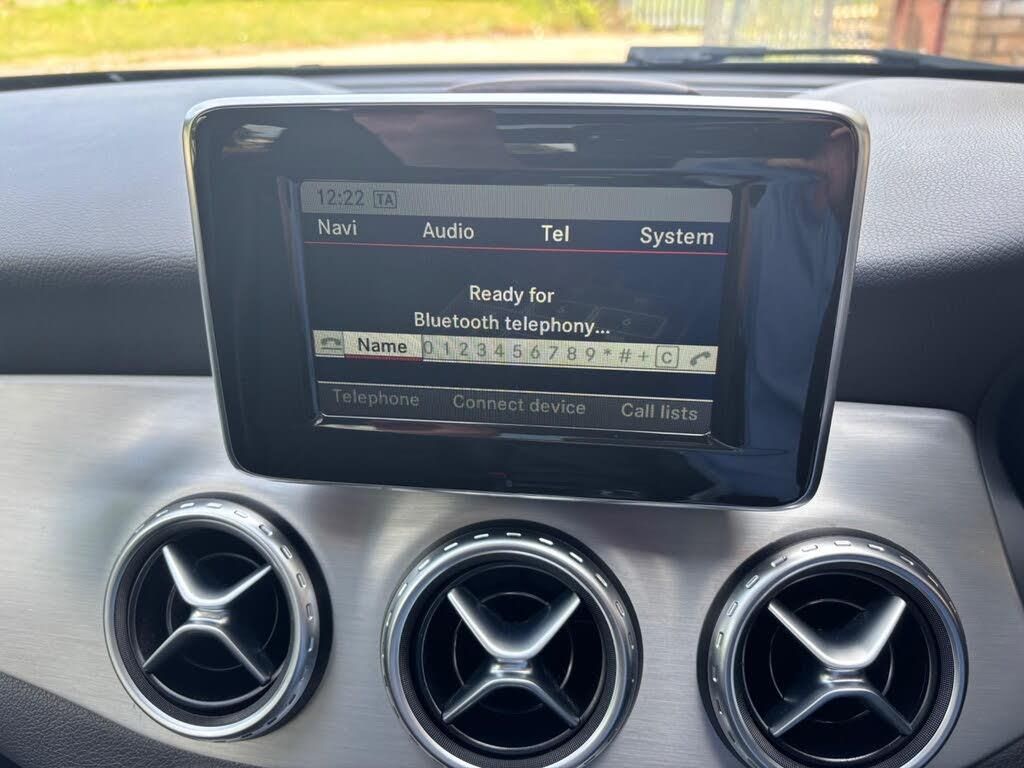 12:22 TA
Navi Audio Tel System
Ready for
Bluetooth telephony...
Name 0 1 2 3 4 5 6 7 8 9 * # + C
Telephone Connect device Call lists